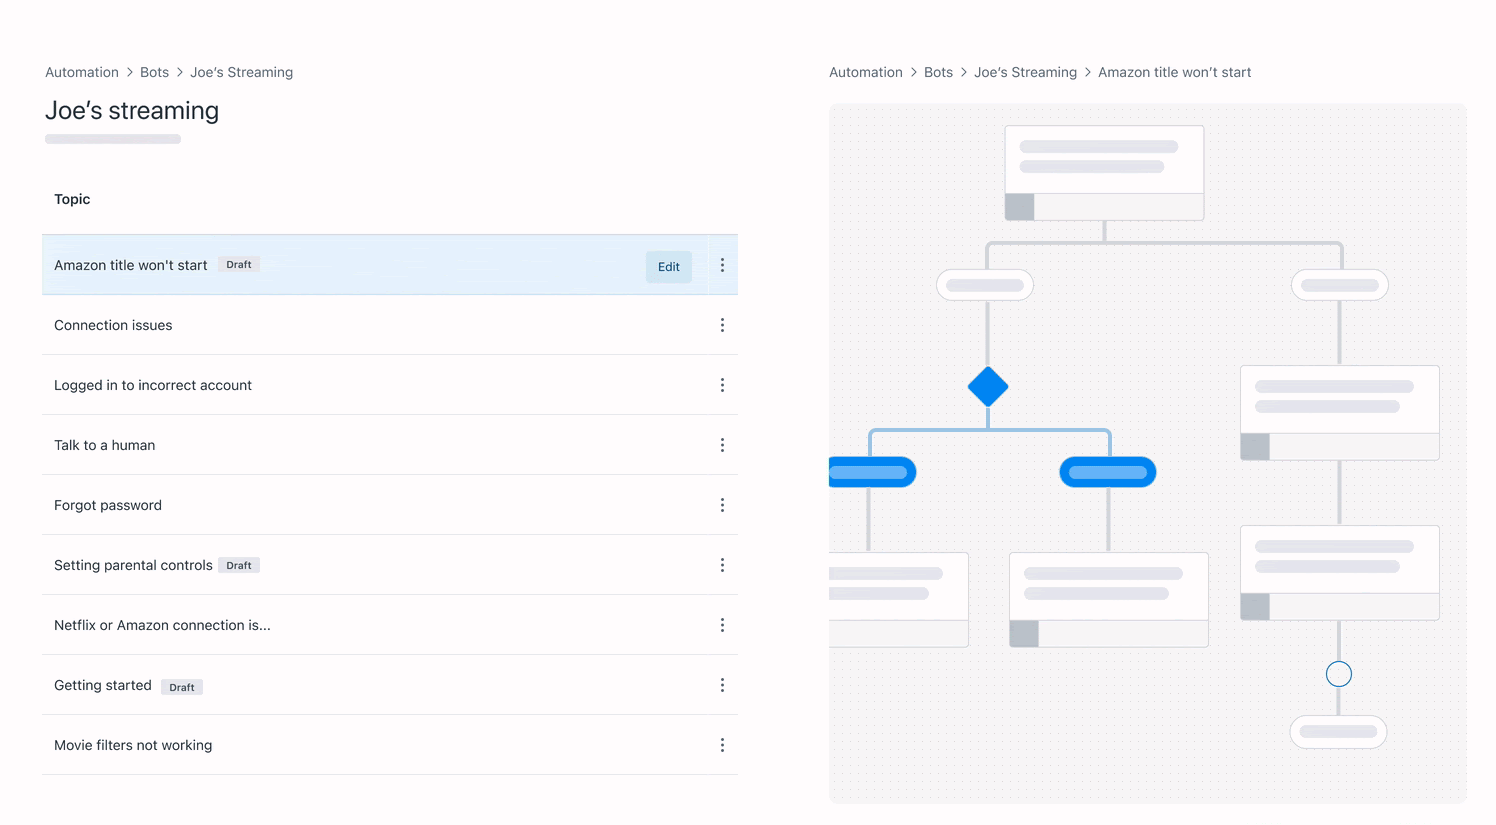 Automation > Bots > Joe’s Streaming
Joe’s streaming
Topic
Amazon title won't start Draft Edit
Connection issues
Logged in to incorrect account
Talk to a human
Forgot password
Setting parental controls Draft
Netflix or Amazon connection is...
Getting started Draft
Movie filters not working
Automation > Bots > Joe’s Streaming > Amazon title won’t start